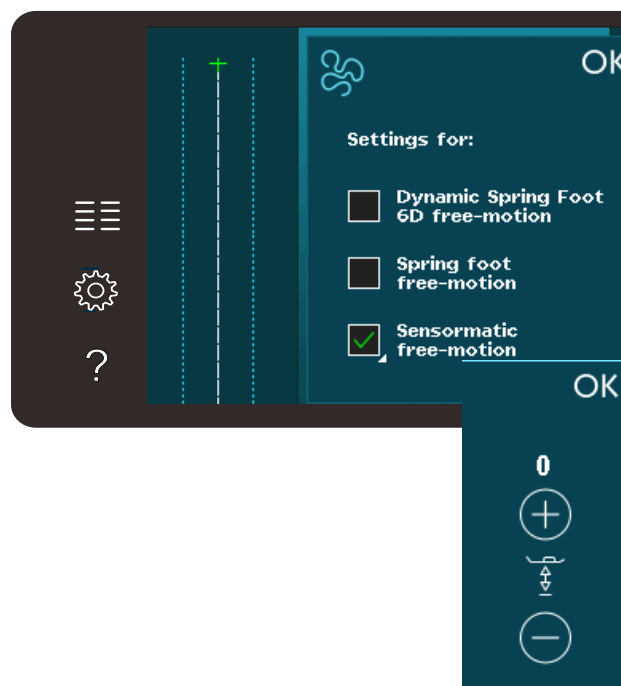 OK
Settings for:
Dynamic Spring Foot
6D free-motion
Spring foot
free-motion
Sensormatic
free-motion
?
OK
0